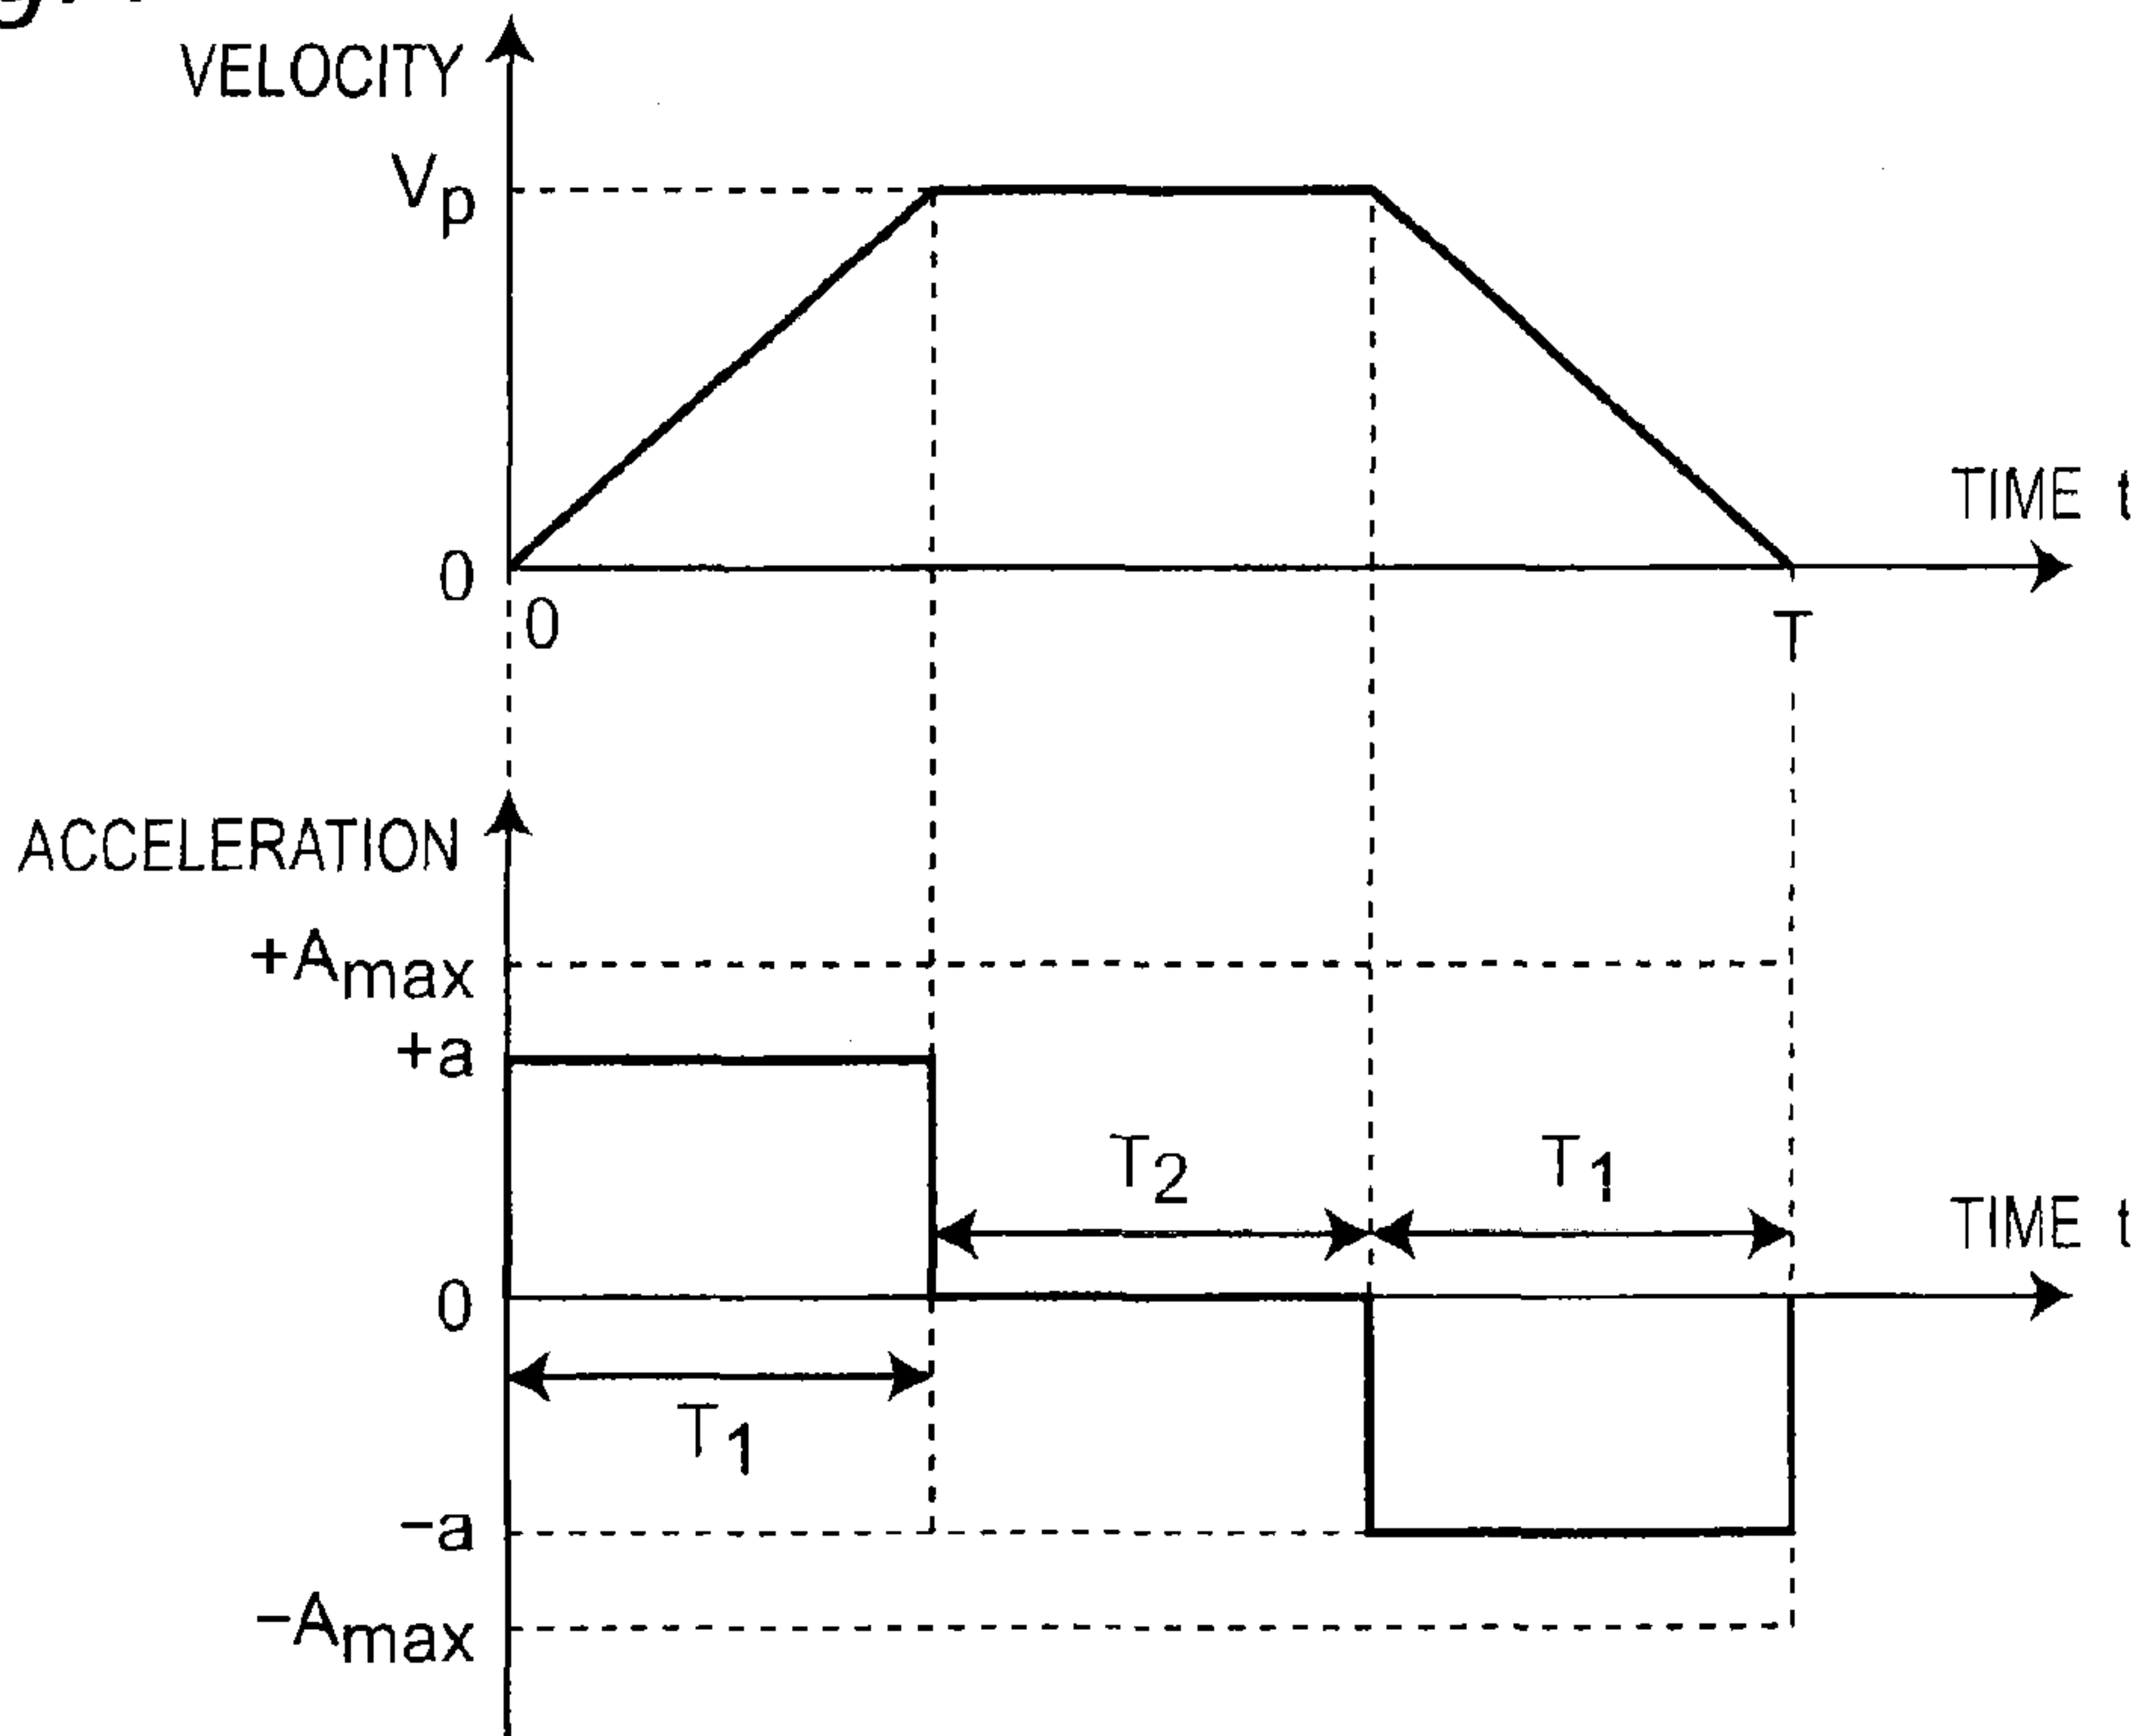 VELOCITY
Vp
TIME t
0
0
T
ACCELERATION
+Amax
+a
T2
T1
TIME t
0
T1
−a
−Amax